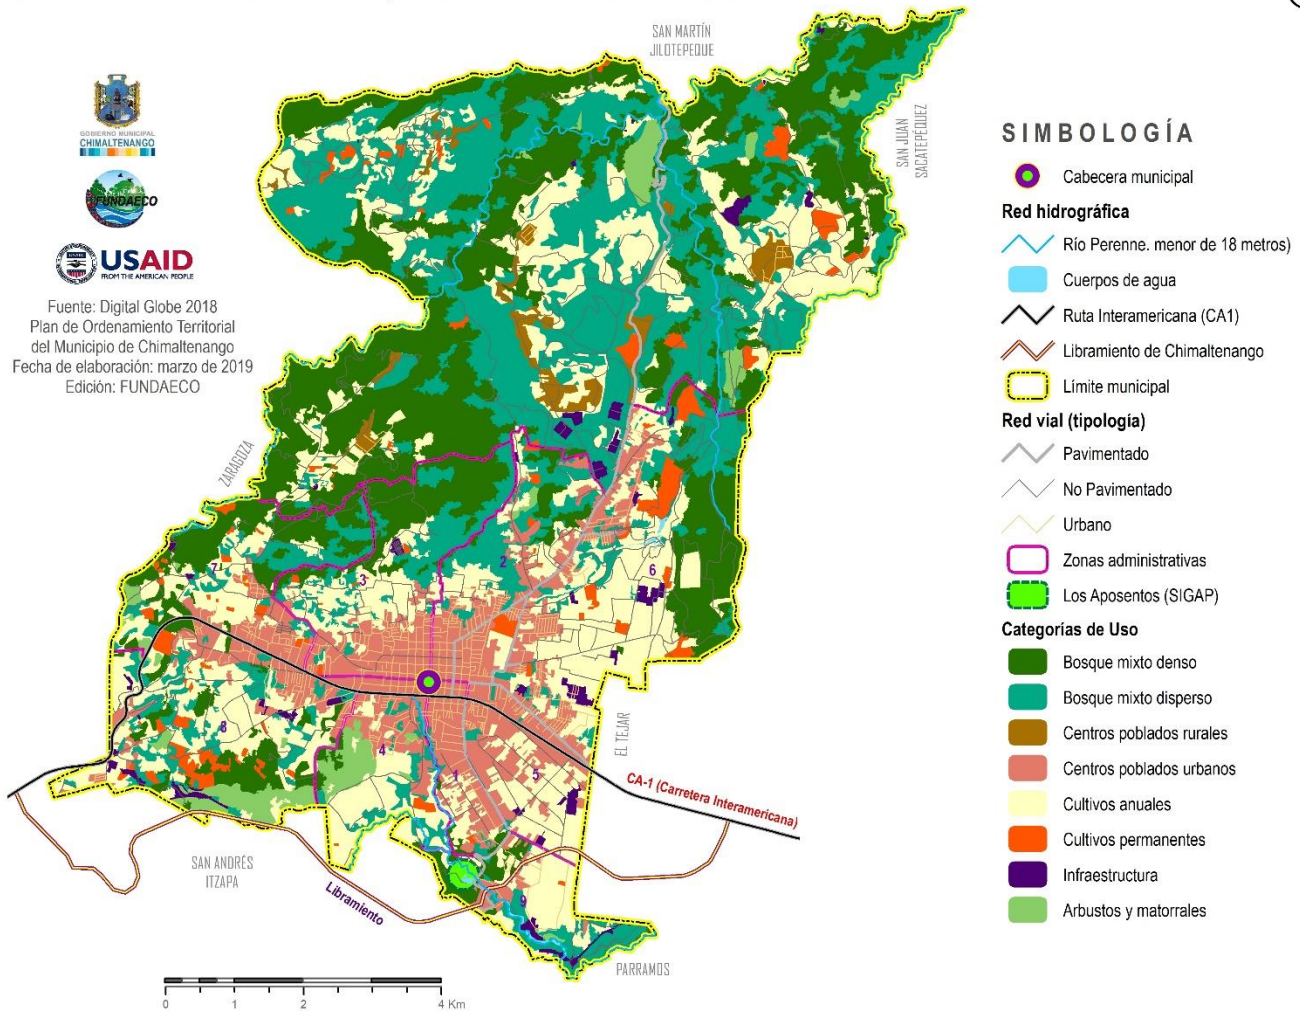 SAN MARTÍN
JILOTEPEQUE
SAN JUAN
SACATEPÉQUEZ
GOBIERNO MUNICIPAL
CHIMALTENANGO
FUNDAECO
USAID
FROM THE AMERICAN PEOPLE
Fuente: Digital Globe 2018
Plan de Ordenamiento Territorial
del Municipio de Chimaltenango
Fecha de elaboración: marzo de 2019
Edición: FUNDAECO
ZARAGOZA
7
3
2
6
8
4
1
5
9
EL TEJAR
CA-1 (Carretera Interamericana)
SAN ANDRÉS
ITZAPA
Libramiento
PARRAMOS
0 1 2 4 Km
SIMBOLOGÍA
Cabecera municipal
Red hidrográfica
Río Perenne. menor de 18 metros)
Cuerpos de agua
Ruta Interamericana (CA1)
Libramiento de Chimaltenango
Límite municipal
Red vial (tipología)
Pavimentado
No Pavimentado
Urbano
Zonas administrativas
Los Aposentos (SIGAP)
Categorías de Uso
Bosque mixto denso
Bosque mixto disperso
Centros poblados rurales
Centros poblados urbanos
Cultivos anuales
Cultivos permanentes
Infraestructura
Arbustos y matorrales